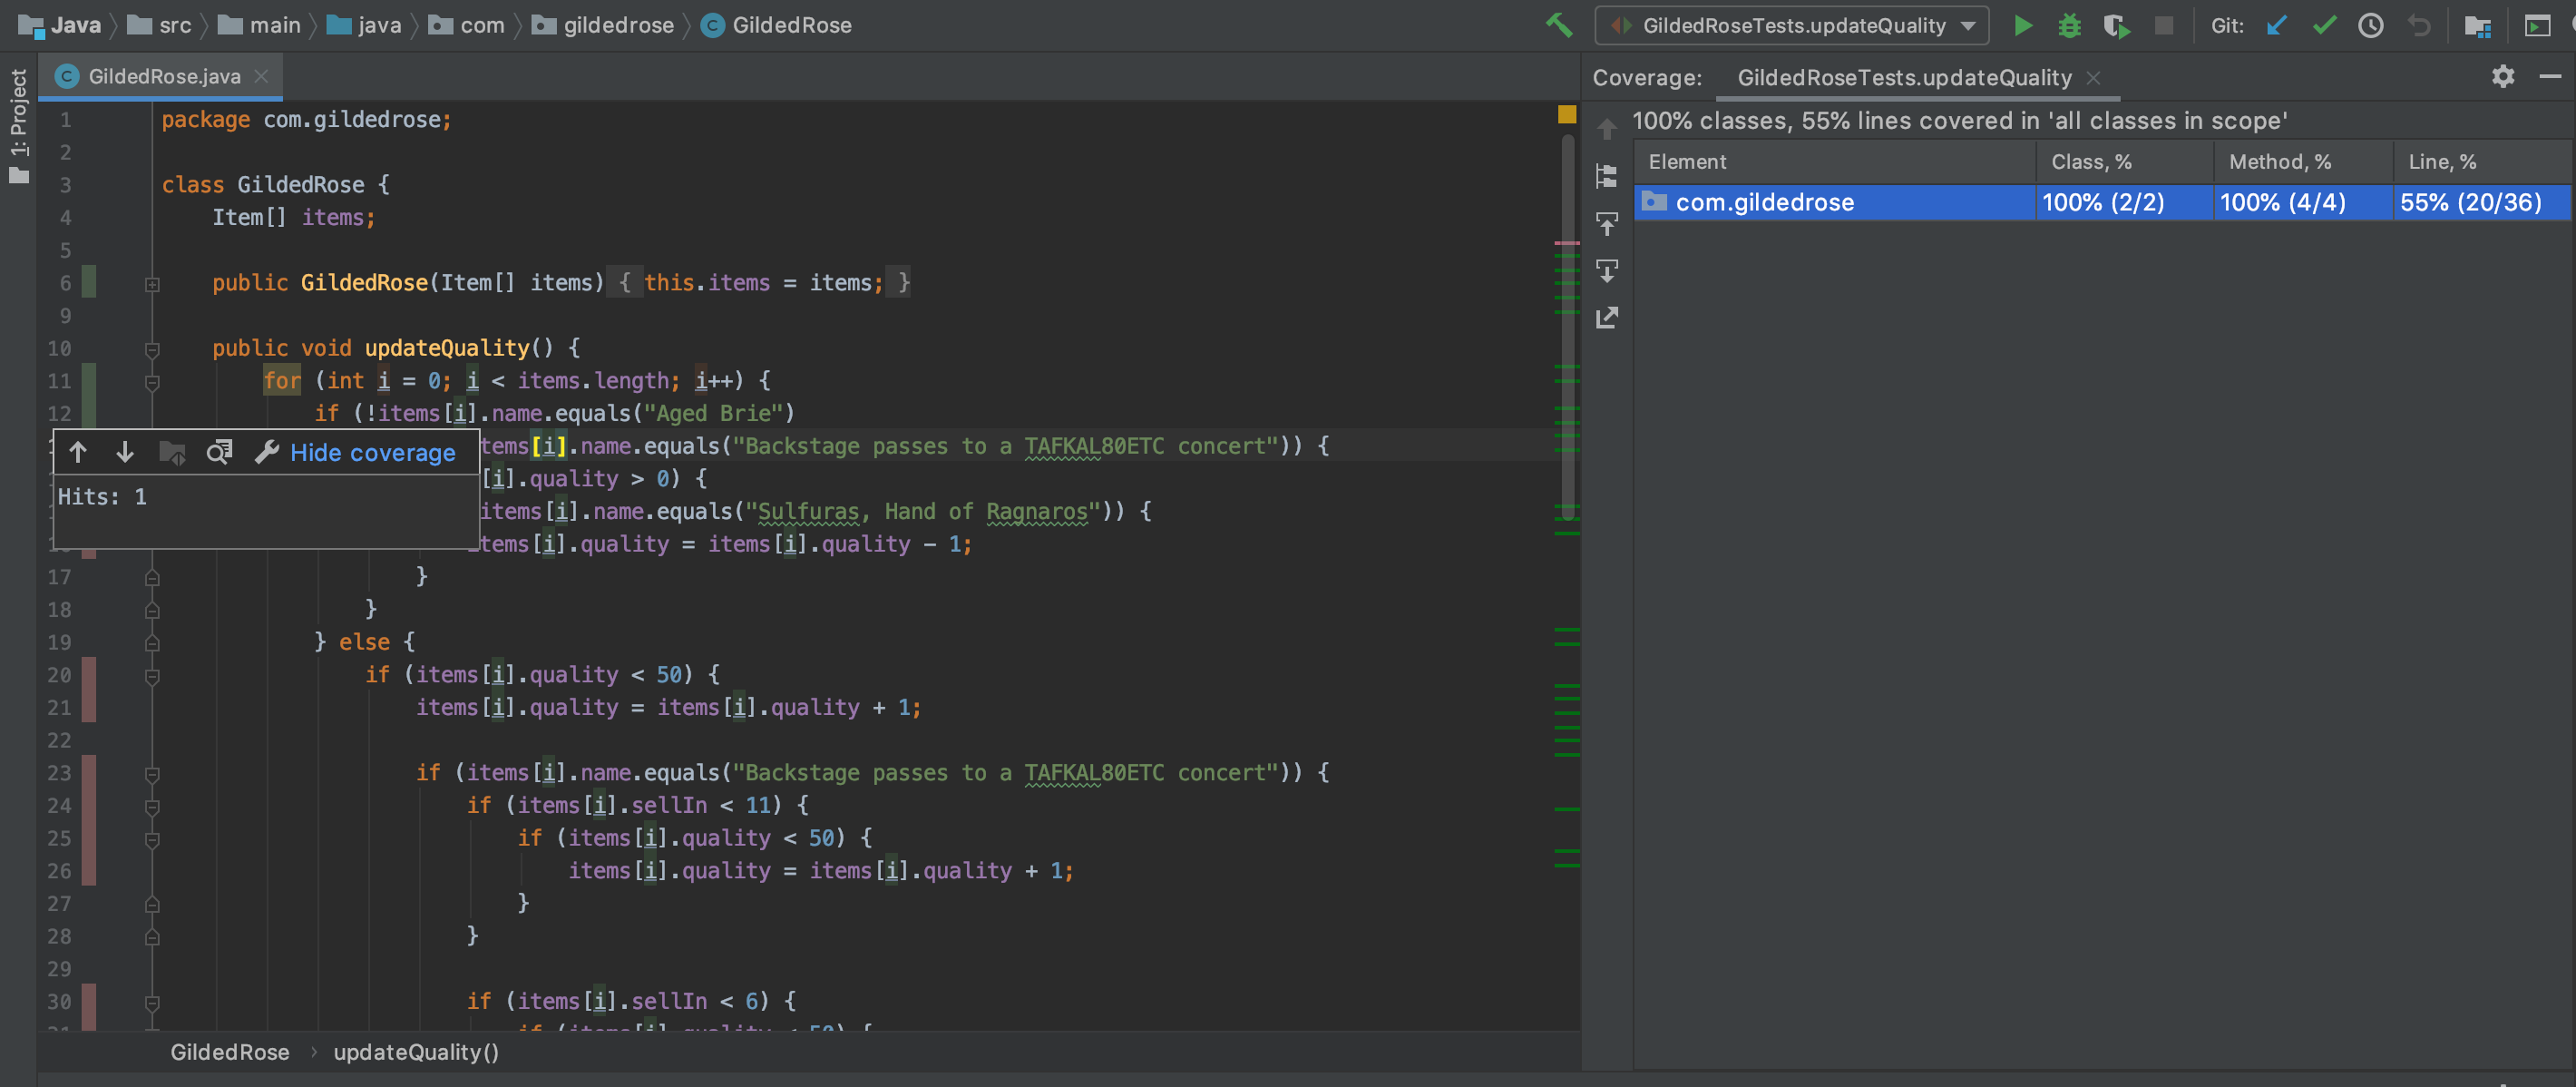 Java src main java com gildedrose GildedRose GildedRoseTests.updateQuality Git:
1: Project
GildedRose.java
1 package com.gildedrose;
2
3 class GildedRose {
4 Item[] items;
5
6 public GildedRose(Item[] items) { this.items = items; }
9
10 public void updateQuality() {
11 for (int i = 0; i < items.length; i++) {
12 if (!items[i].name.equals("Aged Brie")
tems[i].name.equals("Backstage passes to a TAFKAL80ETC concert")) {
[i].quality > 0) {
items[i].name.equals("Sulfuras, Hand of Ragnaros")) {
items[i].quality = items[i].quality - 1;
Hide coverage
Hits: 1
17 }
18 }
19 } else {
20 if (items[i].quality < 50) {
21 items[i].quality = items[i].quality + 1;
22
23 if (items[i].name.equals("Backstage passes to a TAFKAL80ETC concert")) {
24 if (items[i].sellIn < 11) {
25 if (items[i].quality < 50) {
26 items[i].quality = items[i].quality + 1;
27 }
28 }
29
30 if (items[i].sellIn < 6) {
31 if (items[i].quality < 50) {
GildedRose updateQuality()
Coverage: GildedRoseTests.updateQuality
100% classes, 55% lines covered in 'all classes in scope'
Element Class, % Method, % Line, %
com.gildedrose 100% (2/2) 100% (4/4) 55% (20/36)